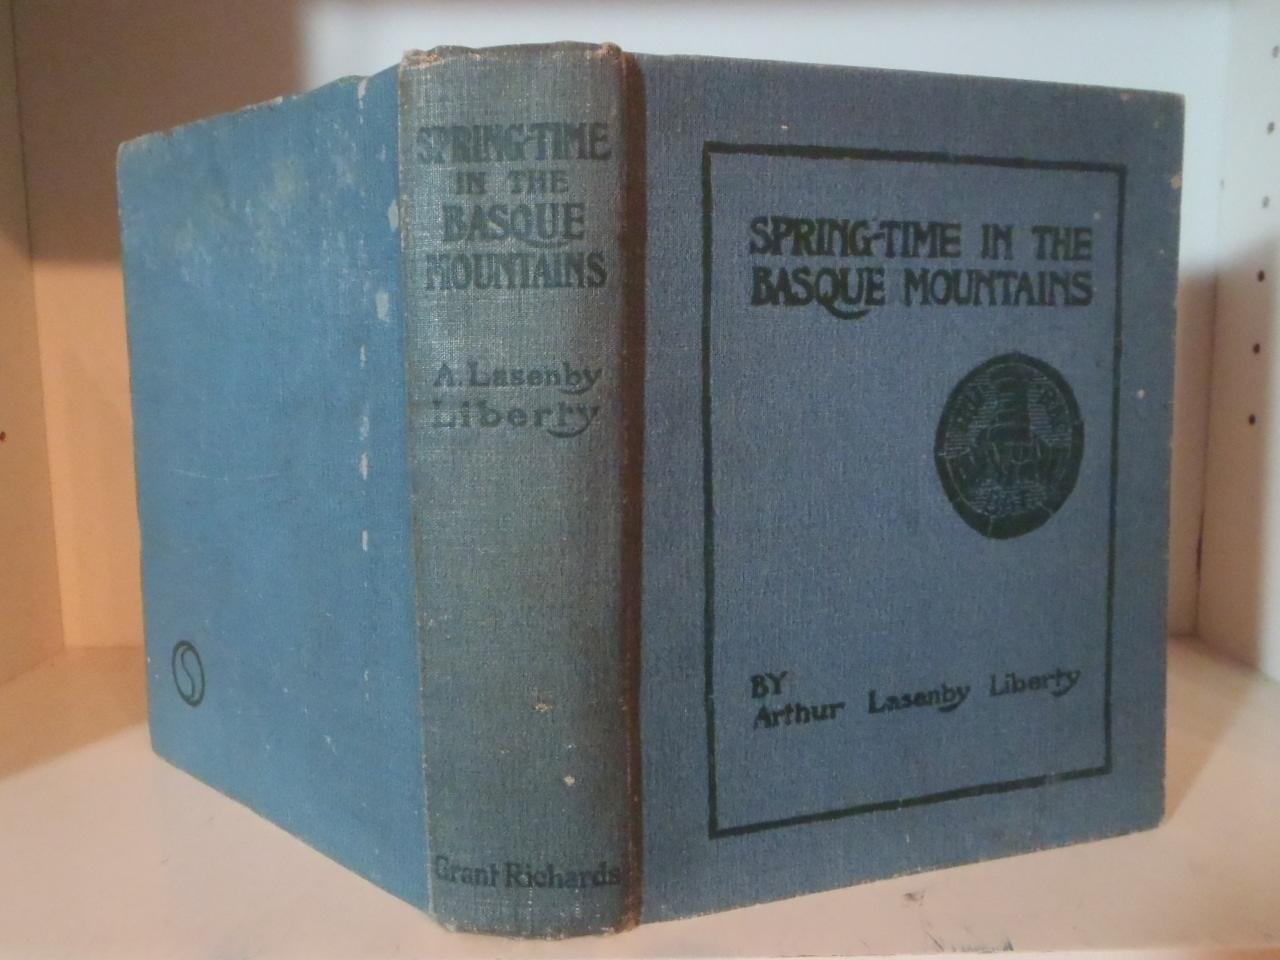 SPRING-TIME
IN THE
BASQUE
MOUNTAINS
A. Lasenby
Liberty
Grant Richards
SPRING-TIME IN THE
BASQUE MOUNTAINS
BY
Arthur Lasenby Liberty